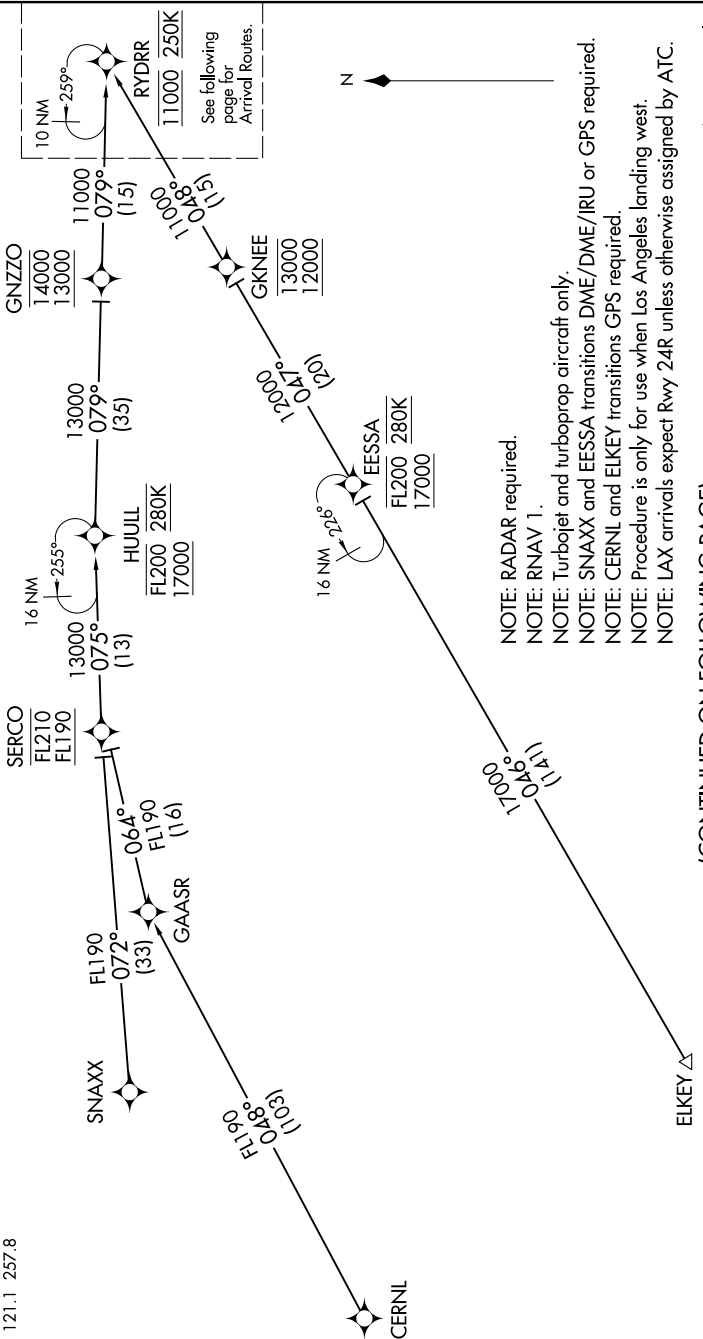 121.1 257.8
SNAXX
FL190
072°
(33)
CERNL
FL190
048°
(103)
GAASR
064°
FL190
(16)
SERCO
FL210
FL190
13000
075°
(13)
16 NM
255°
HUULL
FL200 280K
17000
13000
079°
(35)
GNZZO
14000
13000
11000
079°
(15)
10 NM
259°
RYDRR
11000 250K
See following
page for
Arrival Routes.
ELKEY
17000
046°
(141)
16 NM
226°
EESSA
FL200 280K
17000
12000
047°
(20)
GKNEE
13000
12000
11000
048°
(15)
N
NOTE: RADAR required.
NOTE: RNAV 1.
NOTE: Turbojet and turboprop aircraft only.
NOTE: SNAXX and EESSA transitions DME/DME/IRU or GPS required.
NOTE: CERNL and ELKEY transitions GPS required.
NOTE: Procedure is only for use when Los Angeles landing west.
NOTE: LAX arrivals expect Rwy 24R unless otherwise assigned by ATC.
(CONTINUED ON FOLLOWING PAGE)